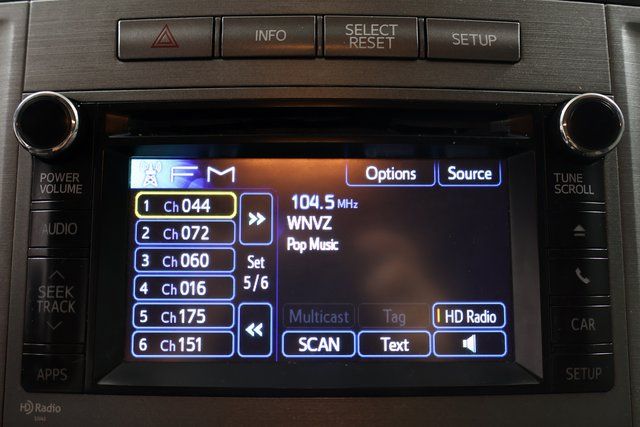 INFO
SELECT
RESET
SETUP
POWER
VOLUME
AUDIO
SEEK
TRACK
APPS
HD Radio
FM
Options
Source
1 Ch 044
2 Ch 072
3 Ch 060
4 Ch 016
5 Ch 175
6 Ch 151
Set
5/6
104.5 MHz
WNVZ
Pop Music
Multicast
Tag
HD Radio
SCAN
Text
TUNE
SCROLL
CAR
SETUP